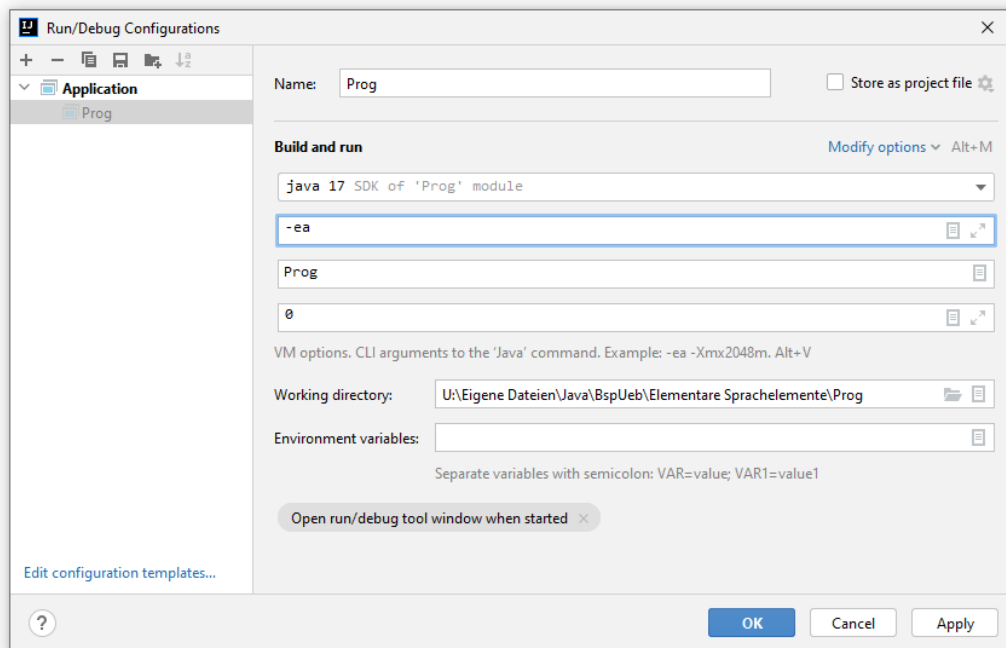 IJ Run/Debug Configurations
Application
Prog
Name: Prog Store as project file
Build and run Modify options Alt+M
java 17 SDK of 'Prog' module
-ea
Prog
0
VM options. CLI arguments to the 'Java' command. Example: -ea -Xmx2048m. Alt+V
Working directory: U:\Eigene Dateien\Java\BspUeb\Elementare Sprachelemente\Prog
Environment variables:
Separate variables with semicolon: VAR=value; VAR1=value1
Open run/debug tool window when started
Edit configuration templates...
? OK Cancel Apply